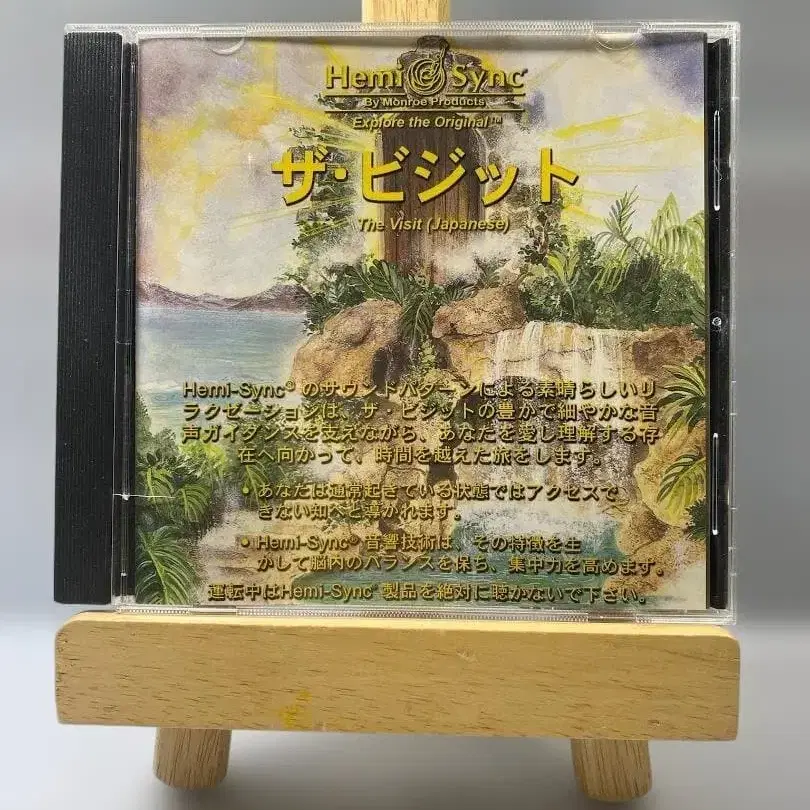 Hemi Sync®
By Monroe Products
Explore the Original™
ザ・ビジット
The Visit (Japanese)
Hemi-Sync® のサウンドパターンによる素晴らしいリ
ラクゼーションは、ザ・ビジットの豊かで細やかな音
声ガイダンスを支えながら、あなたを愛し理解する存
在へ向かって、時間を越えた旅をします。
• あなたは通常起きている状態ではアクセスで
きない知へと導かれます。
• Hemi-Sync® 音響技術は、その特徴を生
かして脳内のバランスを保ち、集中力を高めます。
運転中はHemi-Sync® 製品を絶対に聴かないで下さい。